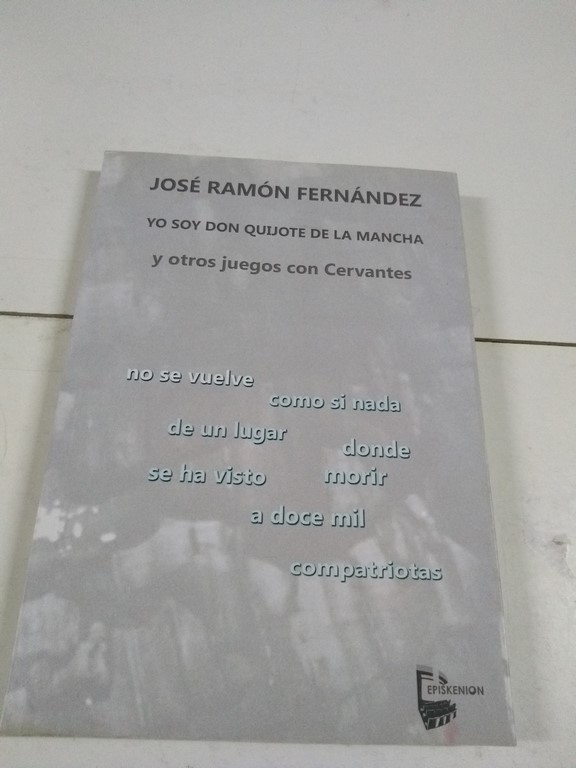 JOSÉ RAMÓN FERNÁNDEZ
YO SOY DON QUIJOTE DE LA MANCHA
y otros juegos con Cervantes
no se vuelve
como si nada
de un lugar
donde
se ha visto
morir
a doce mil
compatriotas
EPISKENION